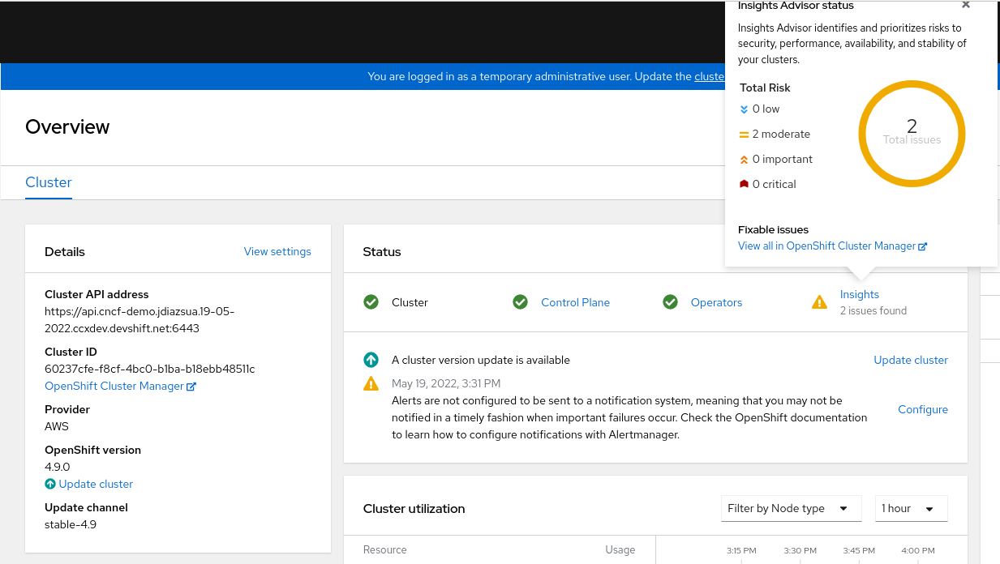 Insights Advisor status
Insights Advisor identifies and prioritizes risks to
security, performance, availability, and stability of
your clusters.
Total Risk
0 low
2 moderate
0 important
0 critical
2
Total issues
Fixable issues
View all in OpenShift Cluster Manager
You are logged in as a temporary administrative user. Update the cluste
Overview
Cluster
Details
View settings
Cluster API address
https://api.cncf-demo.jdiazsua.19-05-
2022.ccxdev.devshift.net:6443
Cluster ID
60237cfe-f8cf-4bc0-b1ba-b18ebb48511c
OpenShift Cluster Manager
Provider
AWS
OpenShift version
4.9.0
Update cluster
Update channel
stable-4.9
Status
Cluster
Control Plane
Operators
Insights
2 issues found
A cluster version update is available
Update cluster
May 19, 2022, 3:31 PM
Alerts are not configured to be sent to a notification system, meaning that you may not be
notified in a timely fashion when important failures occur. Check the OpenShift documentation
to learn how to configure notifications with Alertmanager.
Configure
Cluster utilization
Filter by Node type
1 hour
Resource
Usage
3:15 PM
3:30 PM
3:45 PM
4:00 PM